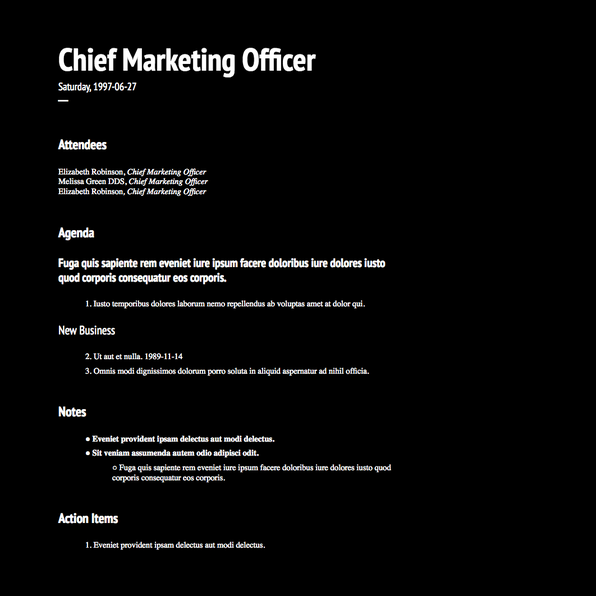 Chief Marketing Officer
Saturday, 1997-06-27
Attendees
Elizabeth Robinson, Chief Marketing Officer
Melissa Green DDS, Chief Marketing Officer
Elizabeth Robinson, Chief Marketing Officer
Agenda
Fuga quis sapiente rem eveniet iure ipsum facere doloribus iure dolores iusto
quod corporis consequatur eos corporis.
1. Iusto temporibus dolores laborum nemo repellendus ab voluptas amet at dolor qui.
New Business
2. Ut aut et nulla. 1989-11-14
3. Omnis modi dignissimos dolorum porro soluta in aliquid aspernatur ad nihil officia.
Notes
● Eveniet provident ipsam delectus aut modi delectus.
● Sit veniam assumenda autem odio adipisci odit.
○ Fuga quis sapiente rem eveniet iure ipsum facere doloribus iure dolores iusto quod
corporis consequatur eos corporis.
Action Items
1. Eveniet provident ipsam delectus aut modi delectus.